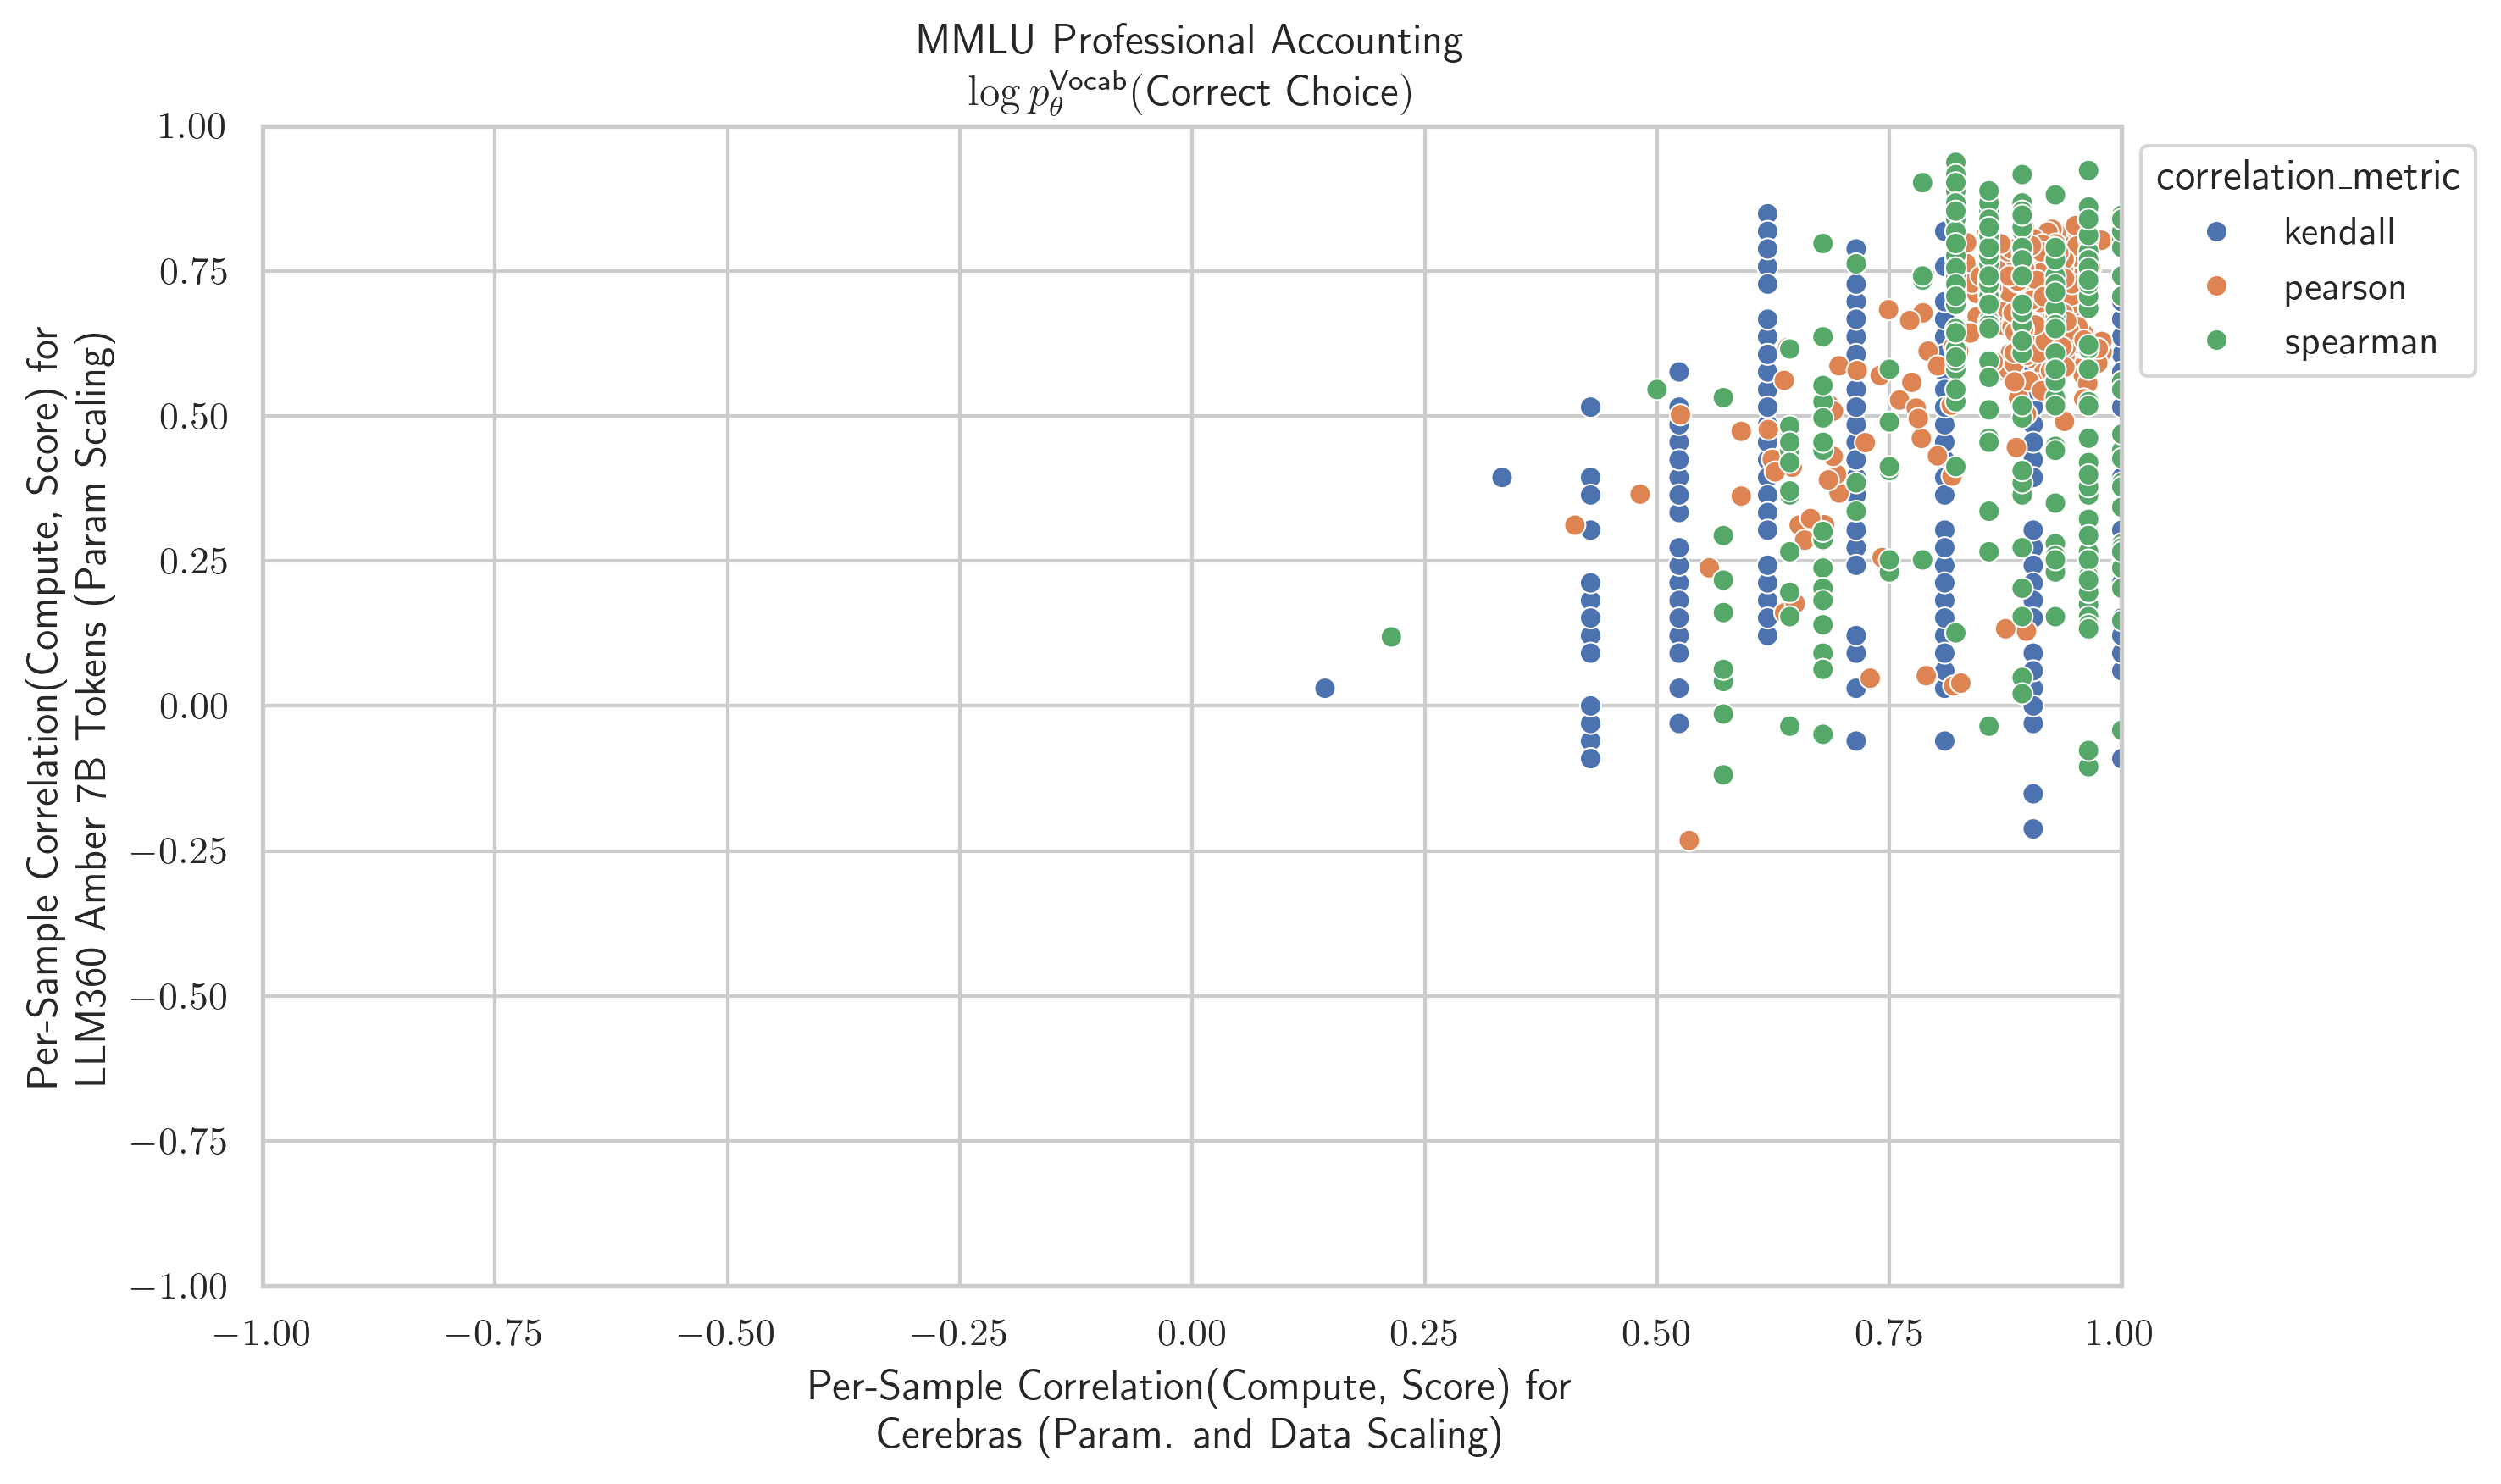 MMLU Professional Accounting
log p_θ^Vocab(Correct Choice)
Per-Sample Correlation(Compute, Score) for
LLM360 Amber 7B Tokens (Param Scaling)
1.00
0.75
0.50
0.25
0.00
−0.25
−0.50
−0.75
−1.00
−1.00 −0.75 −0.50 −0.25 0.00 0.25 0.50 0.75 1.00
Per-Sample Correlation(Compute, Score) for
Cerebras (Param. and Data Scaling)
correlation_metric
kendall
pearson
spearman